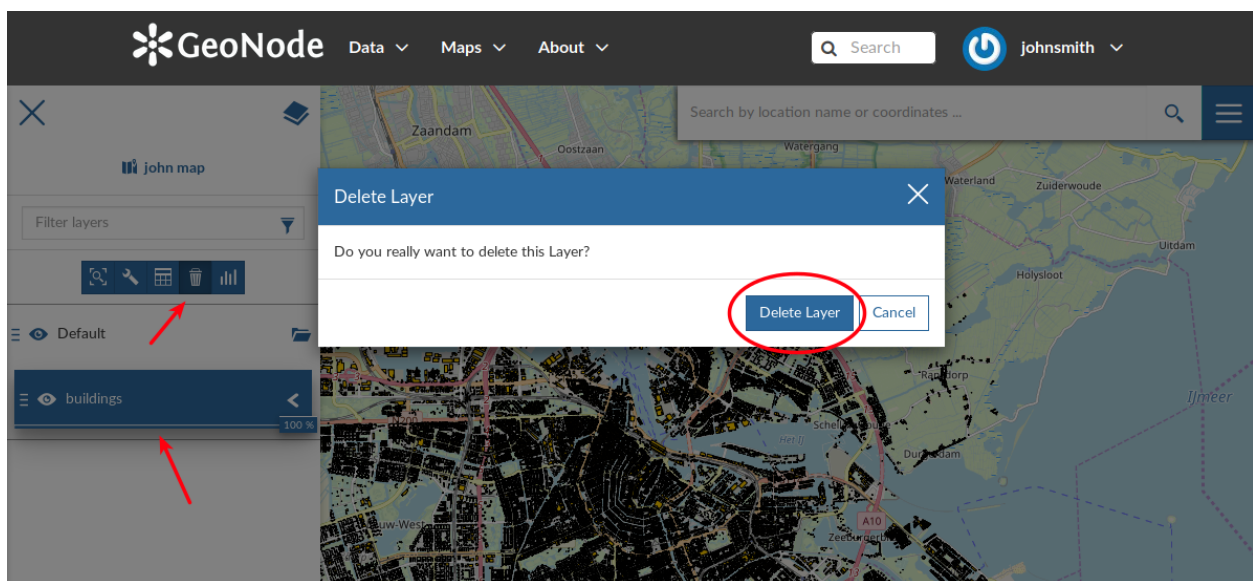 GeoNode Data Maps About Search johnsmith
Search by location name or coordinates ...
john map
Filter layers
Default
buildings
100 %
Delete Layer
Do you really want to delete this Layer?
Delete Layer Cancel
Zaandam
Oostzaan
Watergang
Waterland
Zuiderwoude
Uitdam
Holysloot
IJmeer
Het IJ
A10